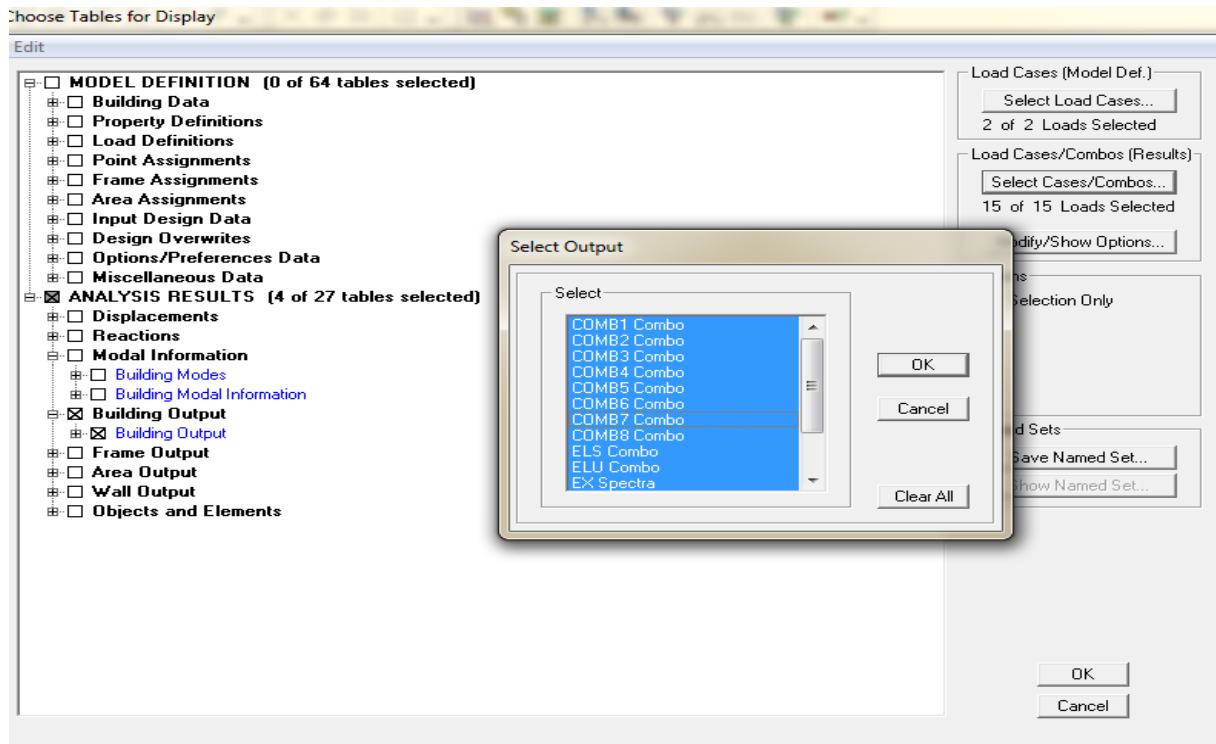 Choose Tables for Display
Edit
MODEL DEFINITION (0 of 64 tables selected)
Building Data
Property Definitions
Load Definitions
Point Assignments
Frame Assignments
Area Assignments
Input Design Data
Design Overwrites
Options/Preferences Data
Miscellaneous Data
ANALYSIS RESULTS (4 of 27 tables selected)
Displacements
Reactions
Modal Information
Building Modes
Building Modal Information
Building Output
Building Output
Frame Output
Area Output
Wall Output
Objects and Elements
Select Output
Select
COMB1 Combo
COMB2 Combo
COMB3 Combo
COMB4 Combo
COMB5 Combo
COMB6 Combo
COMB7 Combo
COMB8 Combo
ELS Combo
ELU Combo
EX Spectra
OK
Cancel
Clear All
Load Cases (Model Def.)
Select Load Cases...
2 of 2 Loads Selected
Load Cases/Combos (Results)
Select Cases/Combos...
15 of 15 Loads Selected
Show Options...
Selection Only
Sets
Save Named Set...
Show Named Set...
OK
Cancel